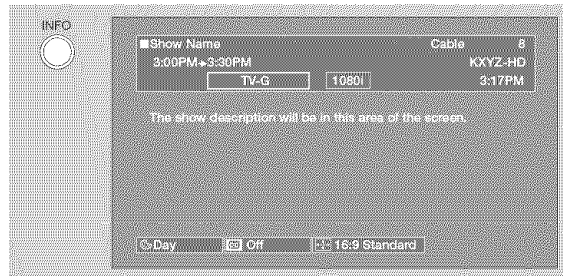 INFO
Show Name Cable 8
3:00PM→3:30PM KXYZ-HD
TV-G 1080i 3:17PM
The show description will be in this area of the screen.
Day CC Off 16:9 Standard